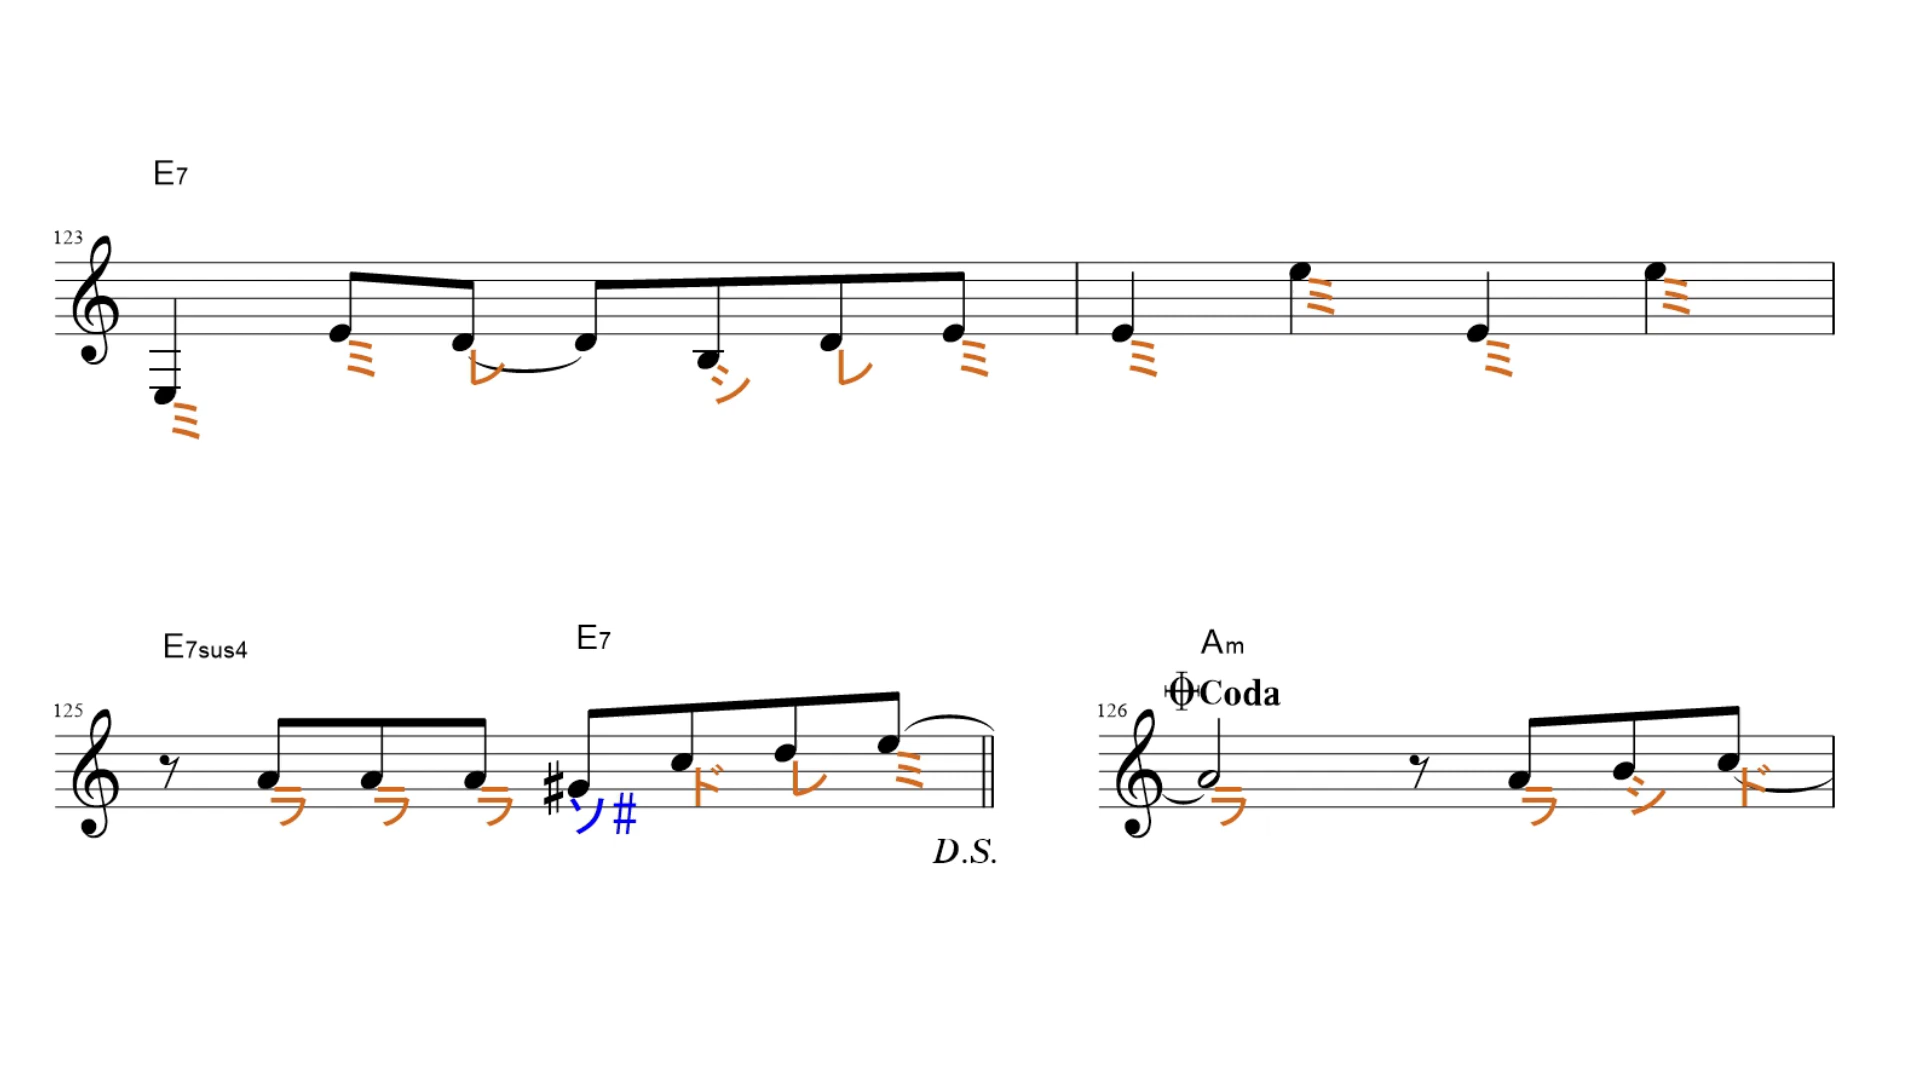 E7
123
ミ ミ レ シ レ ミ ミ ミ ミ ミ
E7sus4 E7 Am
Coda
125 126
ラ ラ ラ ソ# ド レ ミ ラ ラ シ ド
D.S.